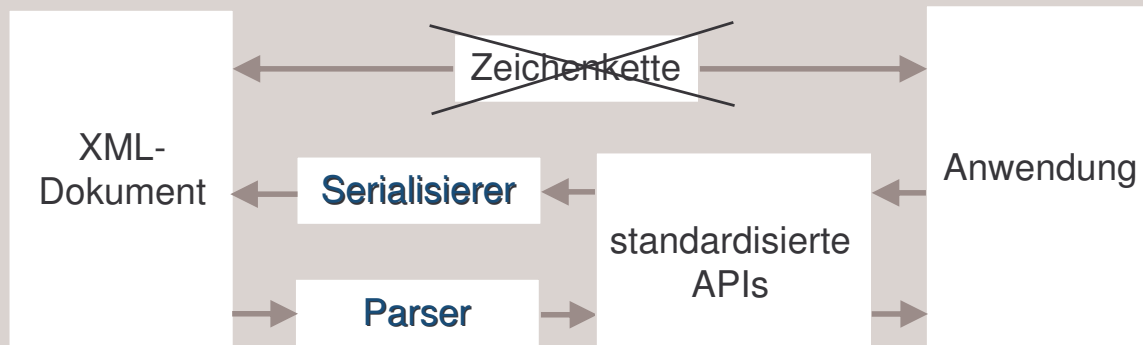 Zeichenkette
XML-
Dokument
Anwendung
Serialisierer
standardisierte
APIs
Parser